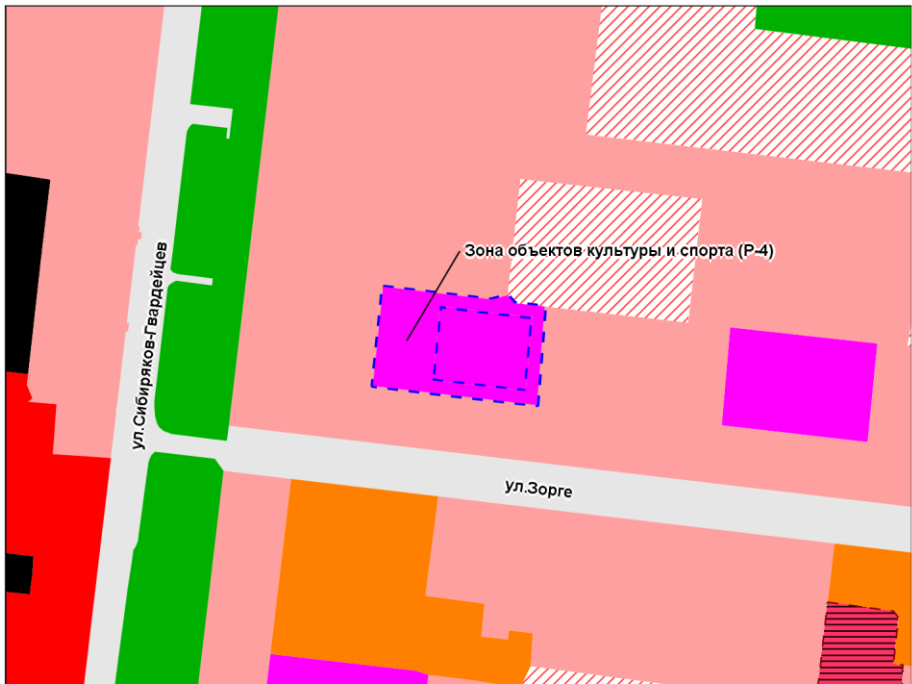 Зона объектов культуры и спорта (Р-4)
ул.Сибиряков-Гвардейцев
ул.Зорге